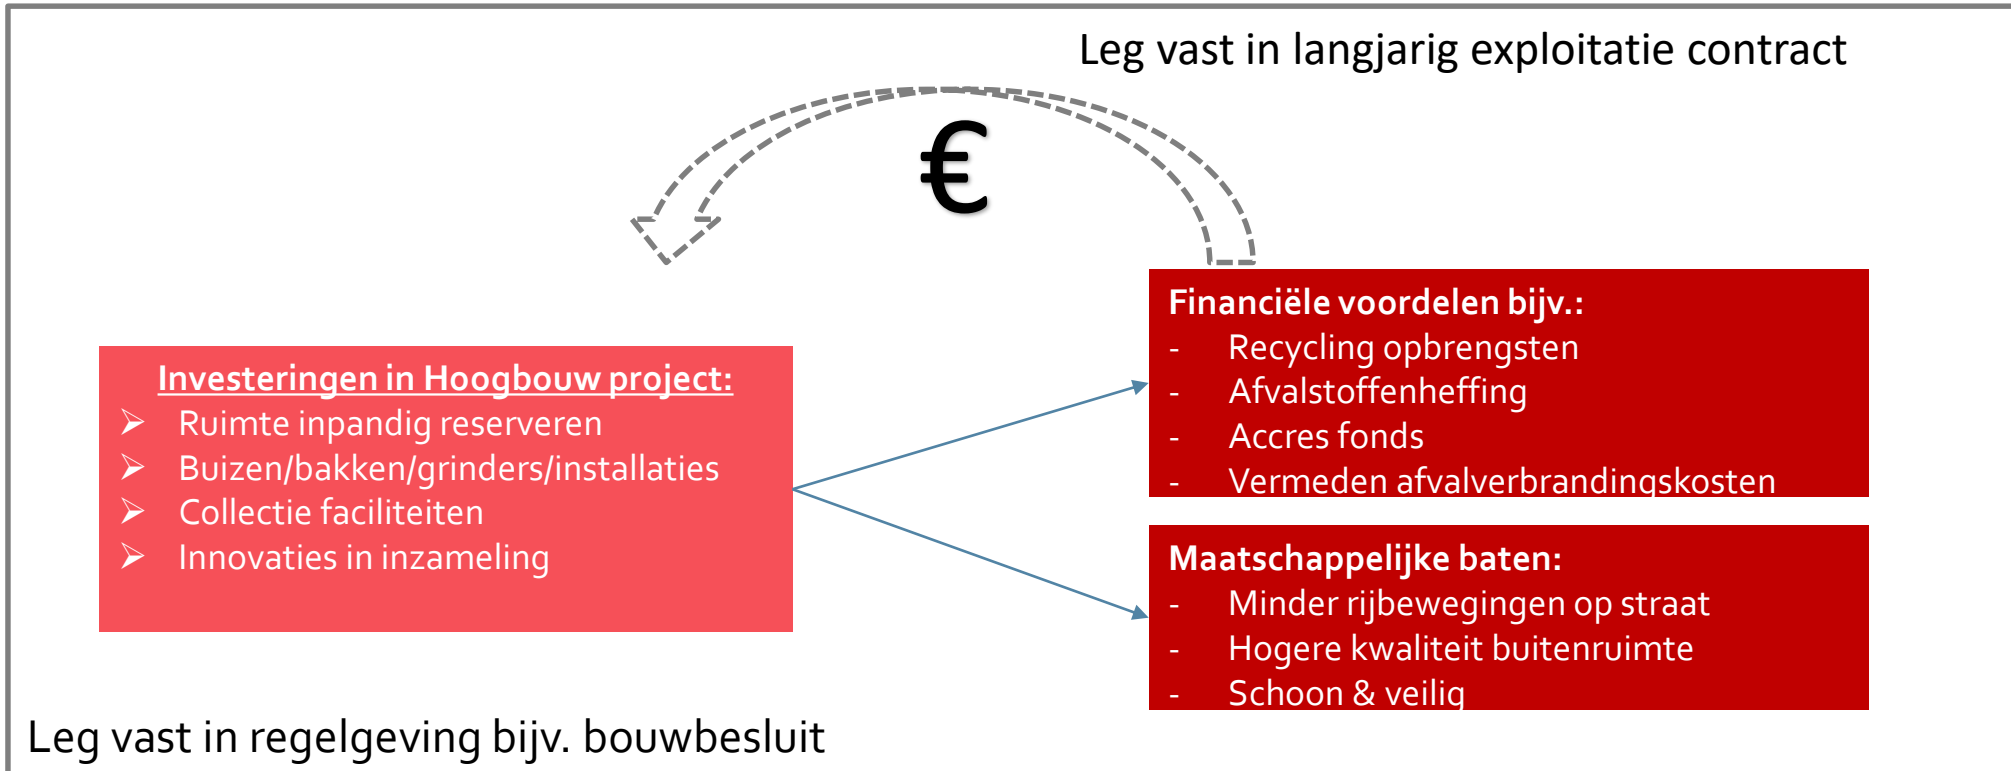 Leg vast in langjarig exploitatie contract
€
Investeringen in Hoogbouw project:
➢ Ruimte inpandig reserveren
➢ Buizen/bakken/grinders/installaties
➢ Collectie faciliteiten
➢ Innovaties in inzameling
Financiële voordelen bijv.:
- Recycling opbrengsten
- Afvalstoffenheffing
- Accres fonds
- Vermeden afvalverbrandingskosten
Maatschappelijke baten:
- Minder rijbewegingen op straat
- Hogere kwaliteit buitenruimte
- Schoon & veilig
Leg vast in regelgeving bijv. bouwbesluit